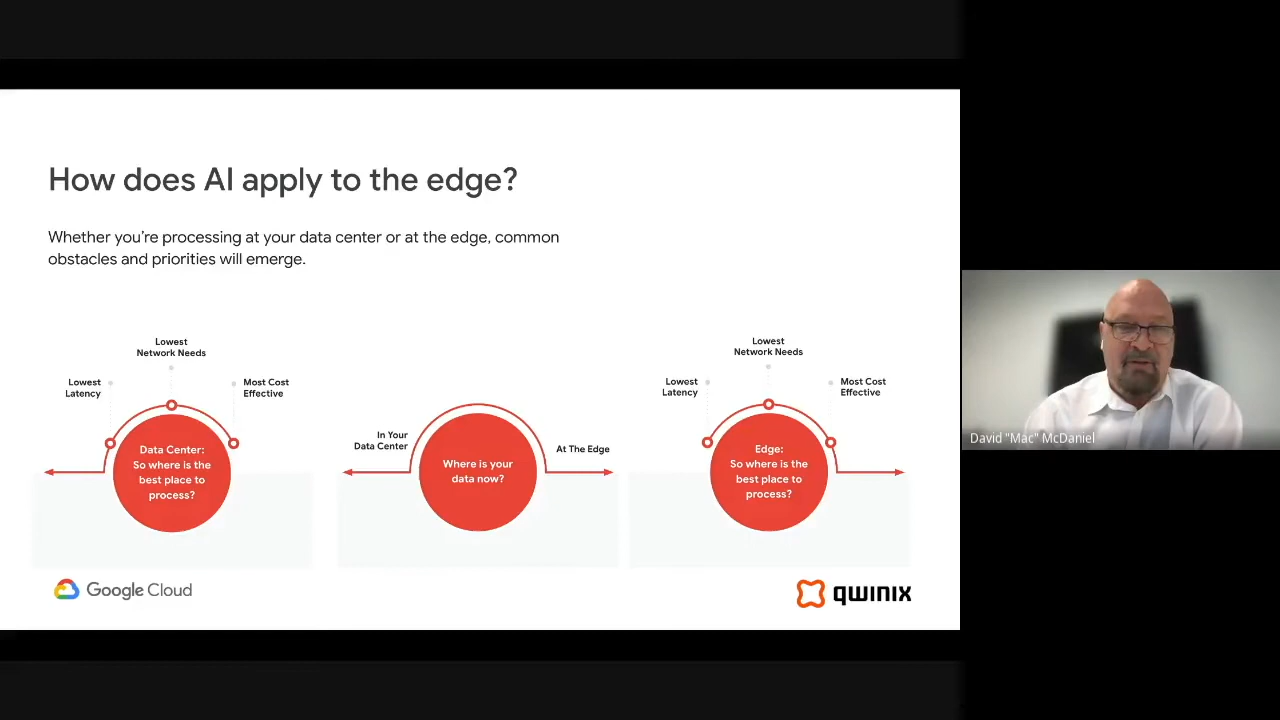 How does AI apply to the edge?
Whether you’re processing at your data center or at the edge, common
obstacles and priorities will emerge.
Lowest
Network Needs
Lowest
Latency
Most Cost
Effective
Data Center:
So where is the
best place to
process?
In Your
Data Center
At The Edge
Where is your
data now?
Lowest
Network Needs
Lowest
Latency
Most Cost
Effective
Edge:
So where is the
best place to
process?
Google Cloud
qwinix
David "Mac" McDaniel